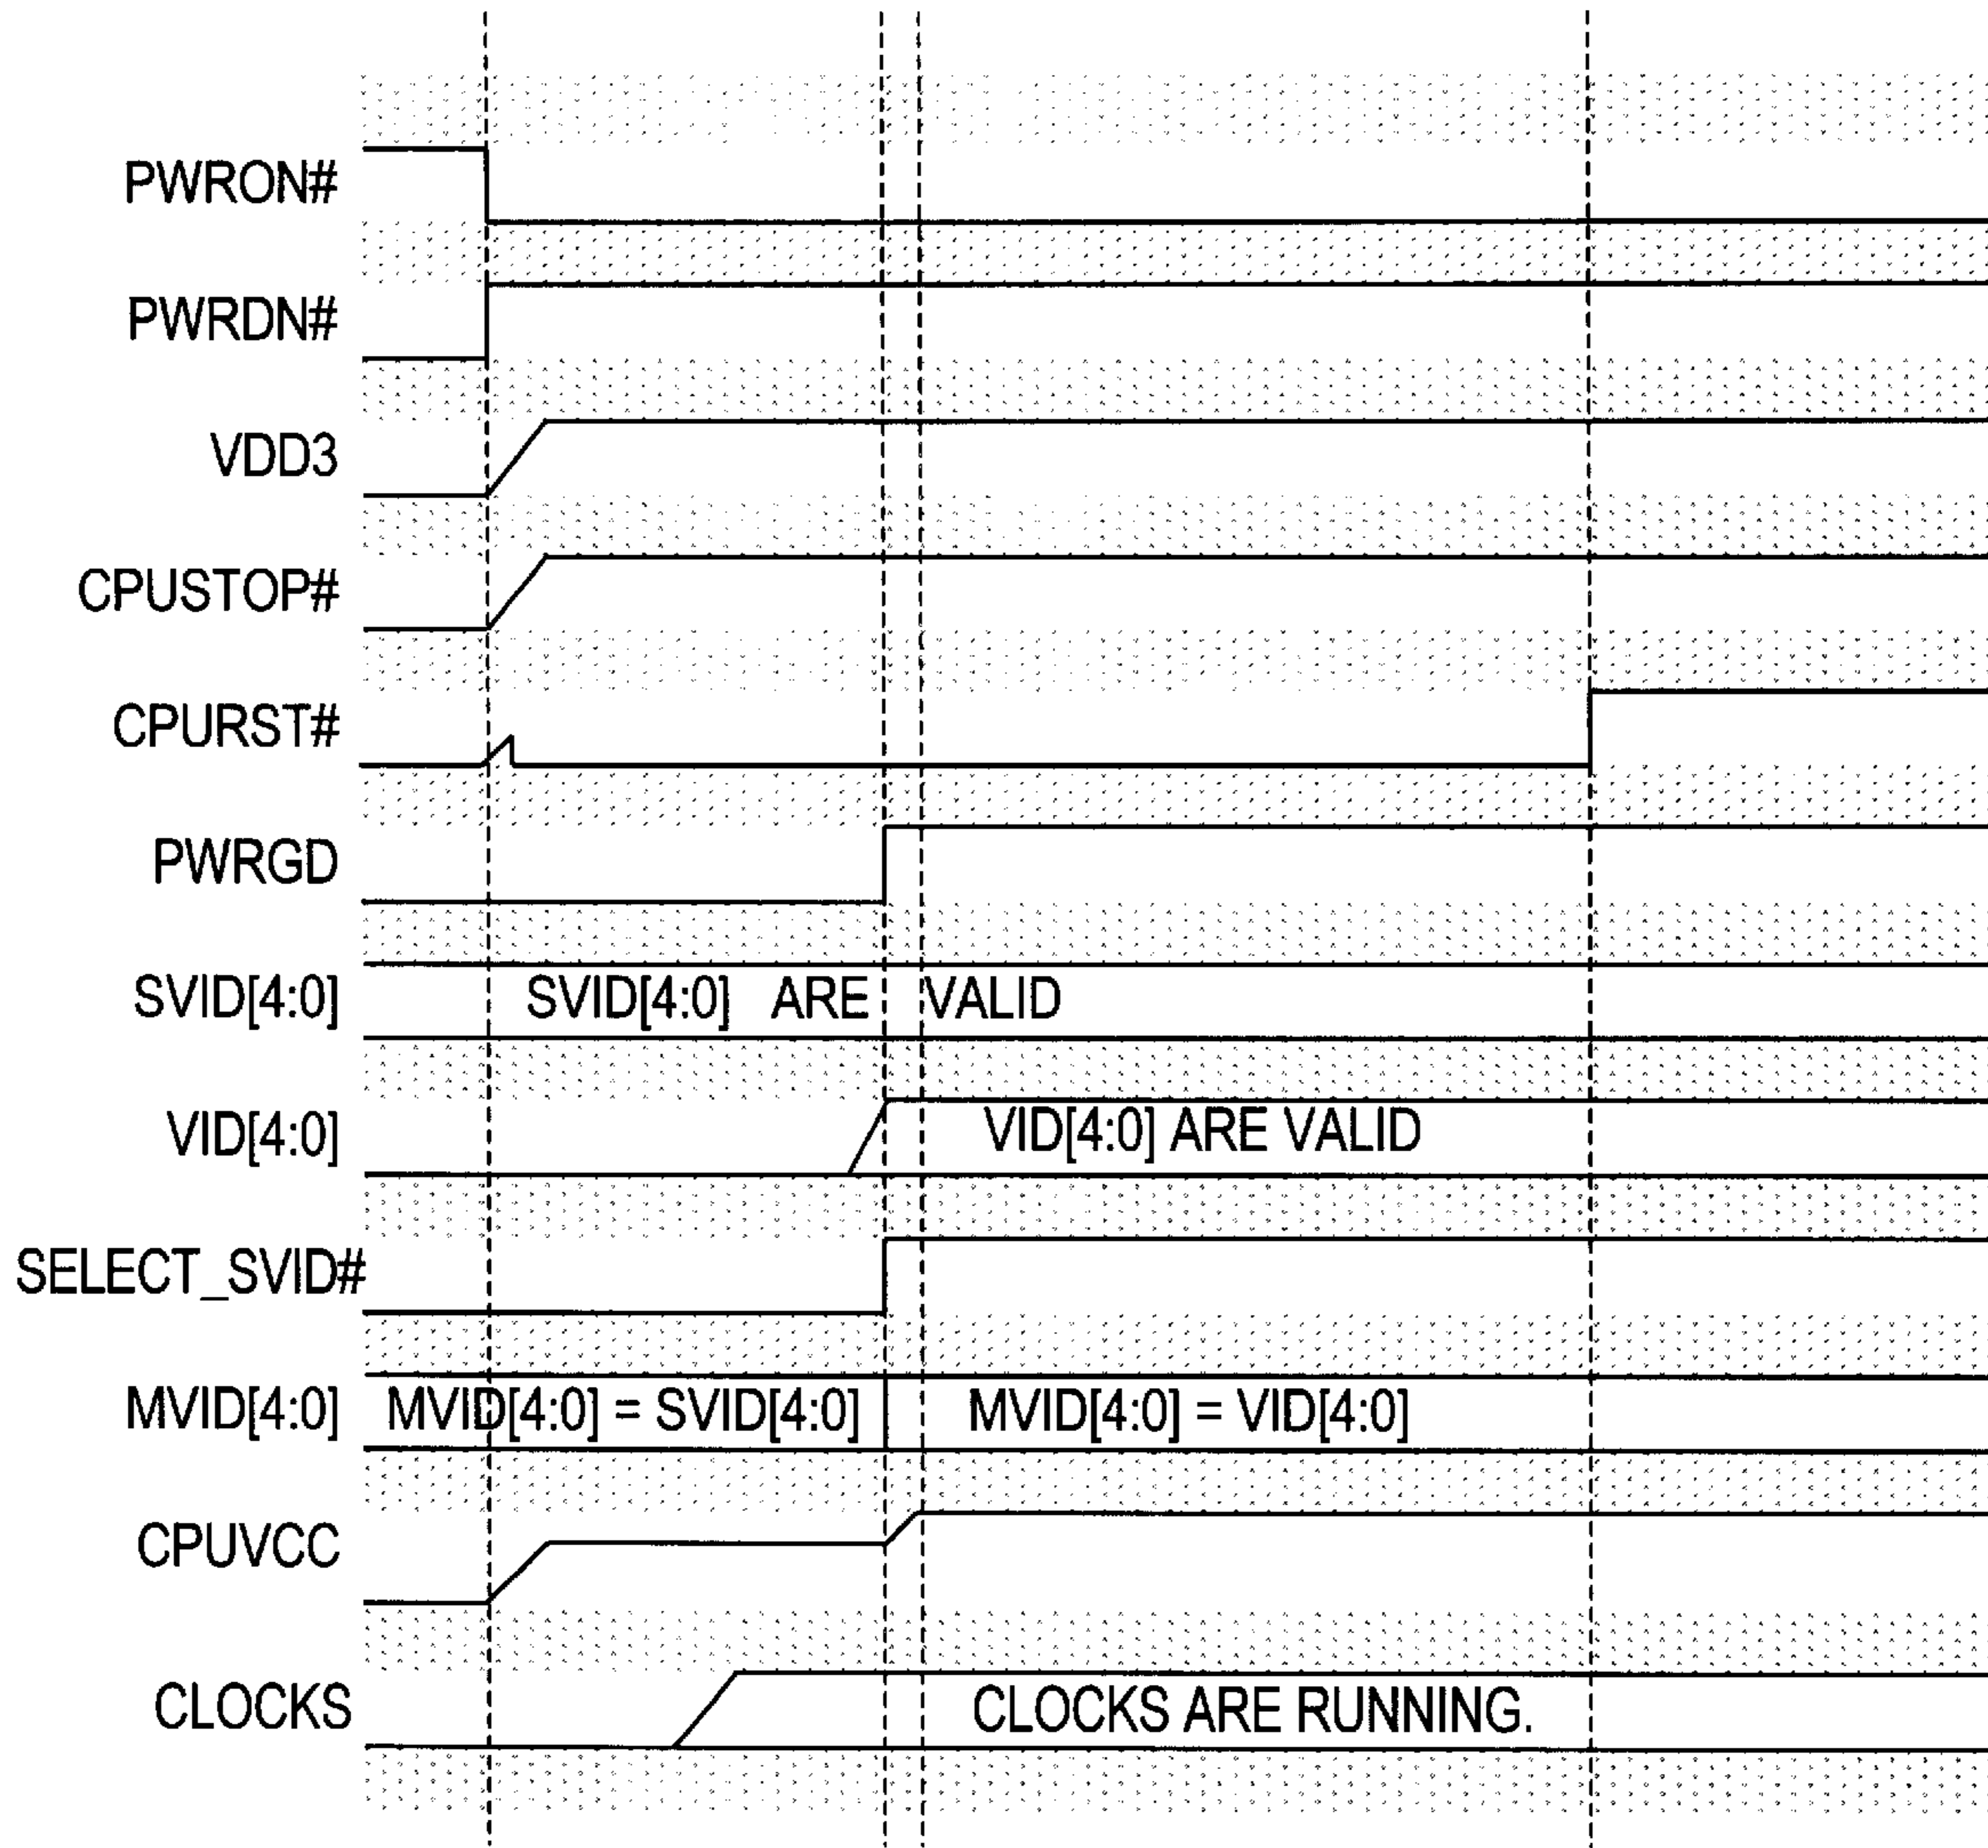 PWRON#
PWRDN#
VDD3
CPUSTOP#
CPURST#
PWRGD
SVID[4:0] SVID[4:0] ARE VALID
VID[4:0] VID[4:0] ARE VALID
SELECT_SVID#
MVID[4:0] MVID[4:0] = SVID[4:0] MVID[4:0] = VID[4:0]
CPUVCC
CLOCKS CLOCKS ARE RUNNING.